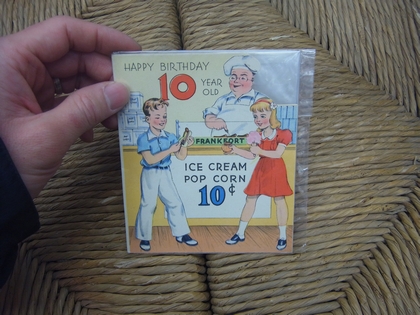 HAPPY BIRTHDAY
10 YEAR
OLD
FRANKFORT
ICE CREAM
POP CORN
10¢